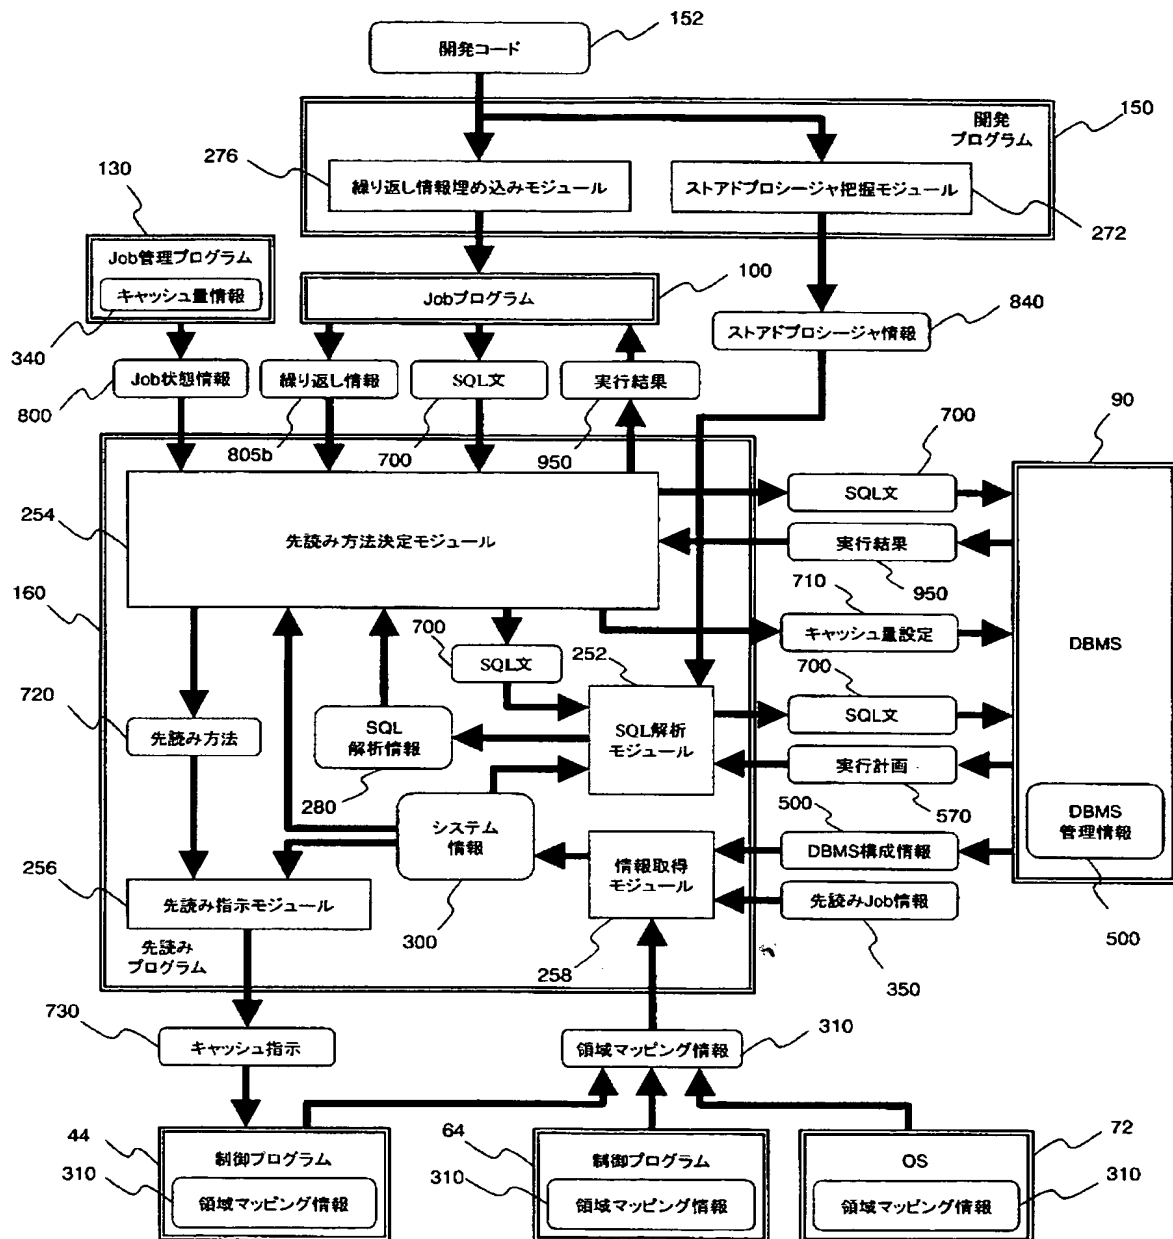 152
開発コード
開発
プログラム
150
276
繰り返し情報埋め込みモジュール
ストアドプロシージャ把握モジュール
272
130
Job管理プログラム
キャッシュ量情報
340
100
Jobプログラム
840
ストアドプロシージャ情報
Job状態情報
繰り返し情報
SQL文
実行結果
800
805b
700
950
90
700
SQL文
254
先読み方法決定モジュール
実行結果
950
160
710
キャッシュ量設定
DBMS
700
SQL文
252
700
SQL文
720
先読み方法
SQL
解析情報
SQL解析
モジュール
280
実行計画
570
システム
情報
500
DBMS構成情報
DBMS
管理情報
情報取得
モジュール
256
先読み指示モジュール
300
先読みJob情報
先読み
プログラム
258
350
500
730
キャッシュ指示
領域マッピング情報
310
44
制御プログラム
310
領域マッピング情報
64
制御プログラム
310
領域マッピング情報
72
OS
領域マッピング情報
310